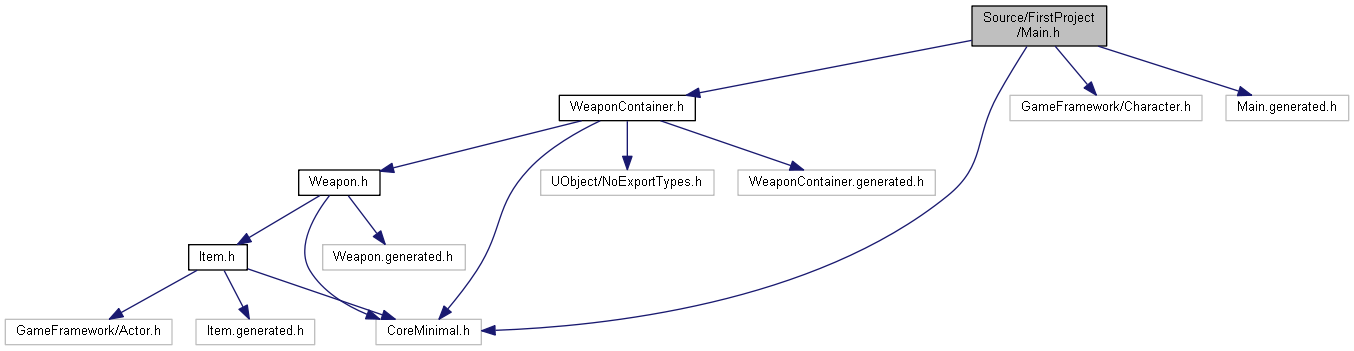 Source/FirstProject
/Main.h
WeaponContainer.h
GameFramework/Character.h
Main.generated.h
Weapon.h
UObject/NoExportTypes.h
WeaponContainer.generated.h
Item.h
Weapon.generated.h
GameFramework/Actor.h
Item.generated.h
CoreMinimal.h